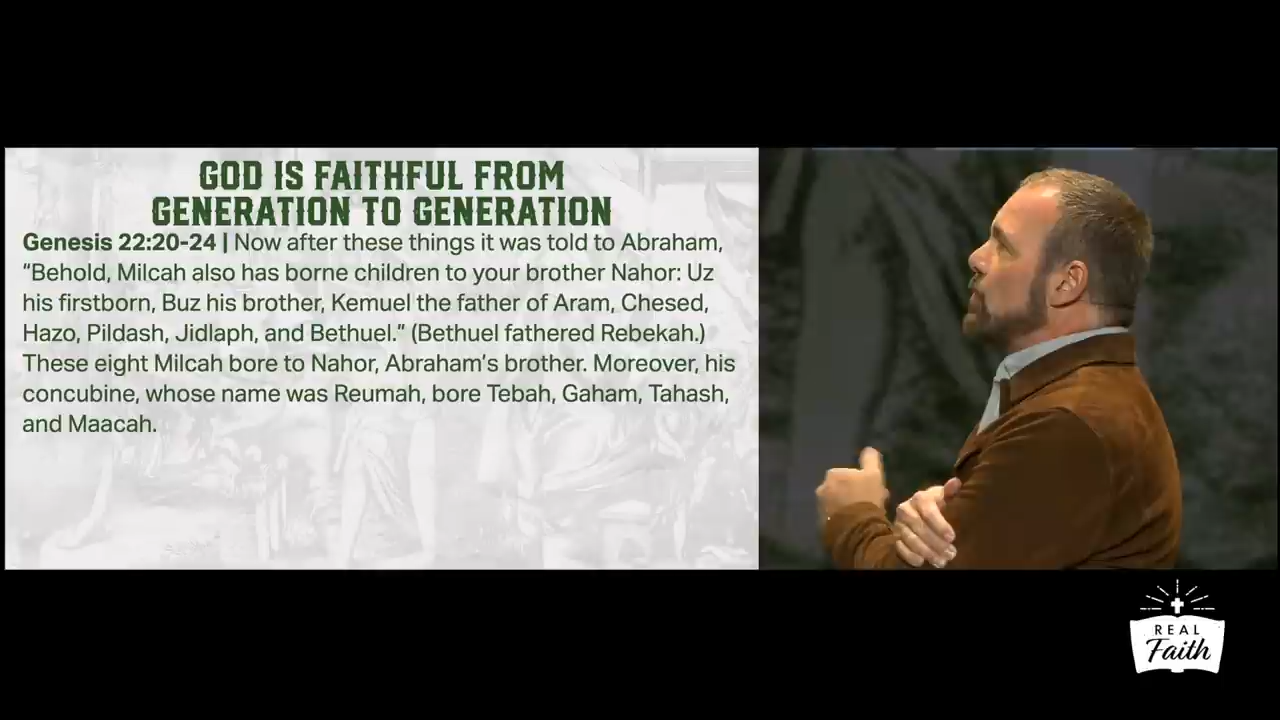 GOD IS FAITHFUL FROM
GENERATION TO GENERATION
Genesis 22:20-24 | Now after these things it was told to Abraham,
“Behold, Milcah also has borne children to your brother Nahor: Uz
his firstborn, Buz his brother, Kemuel the father of Aram, Chesed,
Hazo, Pildash, Jidlaph, and Bethuel.” (Bethuel fathered Rebekah.)
These eight Milcah bore to Nahor, Abraham’s brother. Moreover, his
concubine, whose name was Reumah, bore Tebah, Gaham, Tahash,
and Maacah.
REAL
Faith